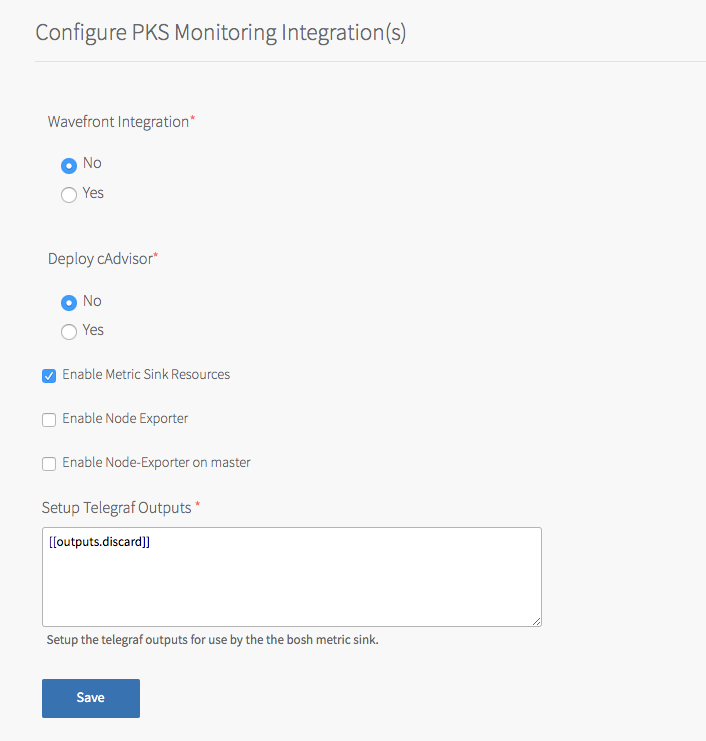 Configure PKS Monitoring Integration(s)
Wavefront Integration*
No
Yes
Deploy cAdvisor*
No
Yes
Enable Metric Sink Resources
Enable Node Exporter
Enable Node-Exporter on master
Setup Telegraf Outputs *
[[outputs.discard]]
Setup the telegraf outputs for use by the the bosh metric sink.
Save